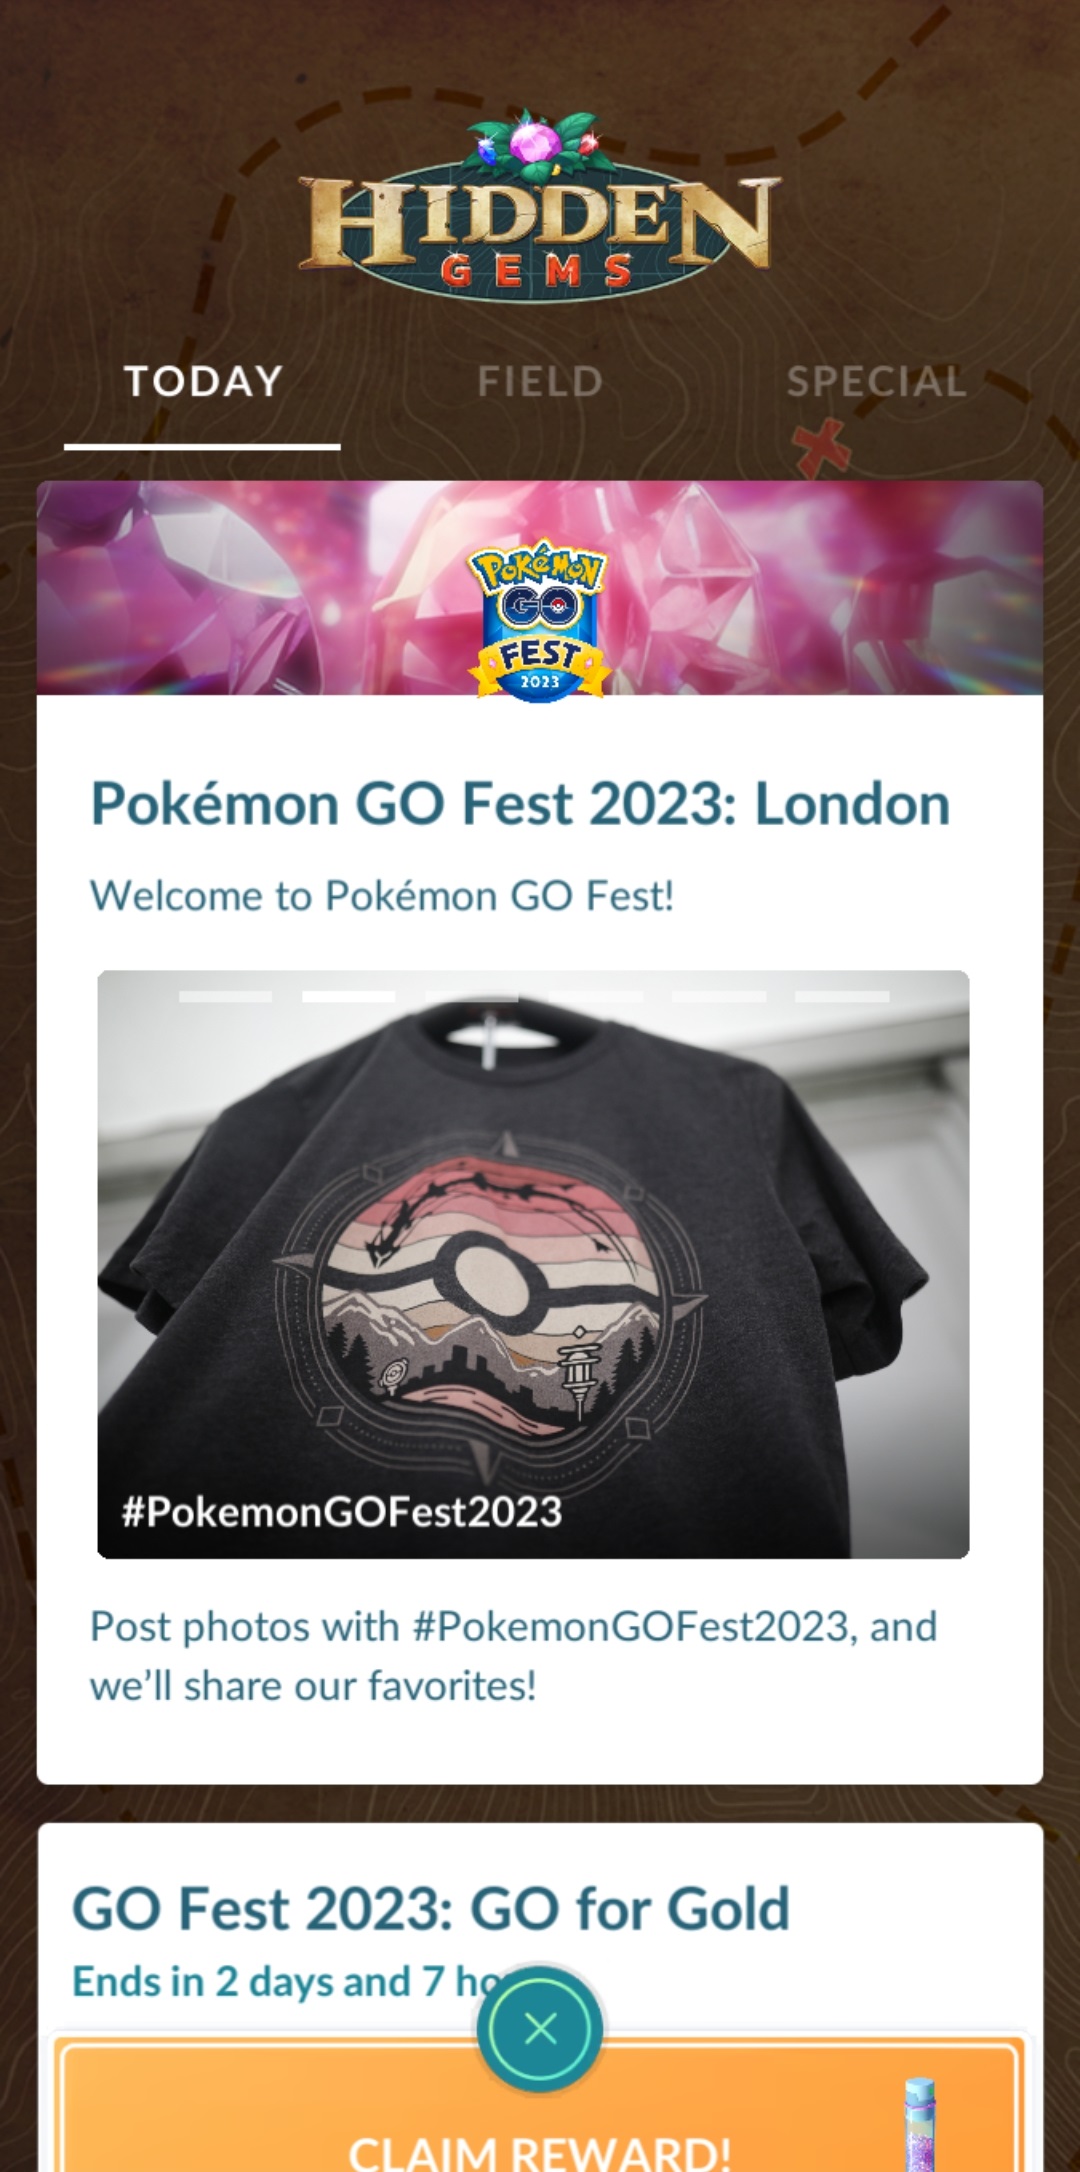 HIDDEN
GEMS
TODAY
FIELD
SPECIAL
POKÉMON
GO
FEST
2023
Pokémon GO Fest 2023: London
Welcome to Pokémon GO Fest!
#PokemonGOFest2023
Post photos with #PokemonGOFest2023, and
we’ll share our favorites!
GO Fest 2023: GO for Gold
Ends in 2 days and 7
CLAIM REWARD!